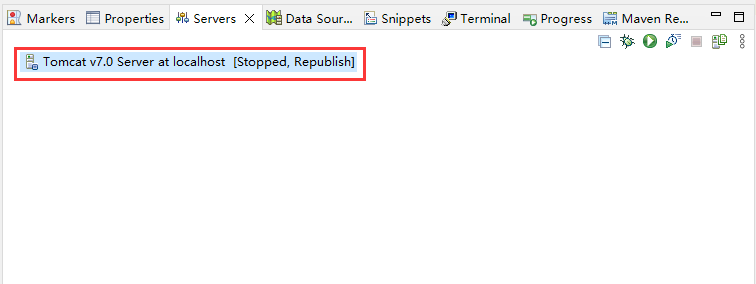 Markers Properties Servers Data Sour... Snippets Terminal Progress Maven Re...
Tomcat v7.0 Server at localhost [Stopped, Republish]